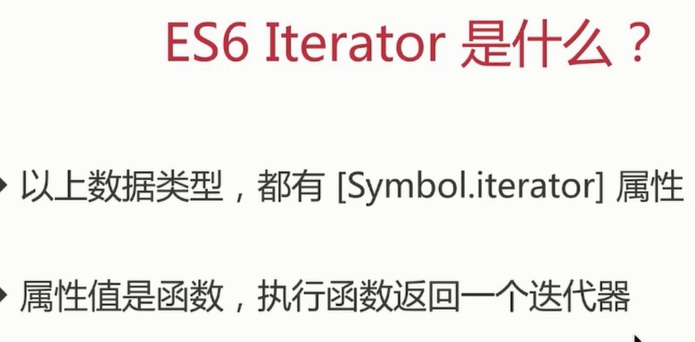 ES6 Iterator 是什么？
以上数据类型，都有 [Symbol.iterator] 属性
属性值是函数，执行函数返回一个迭代器